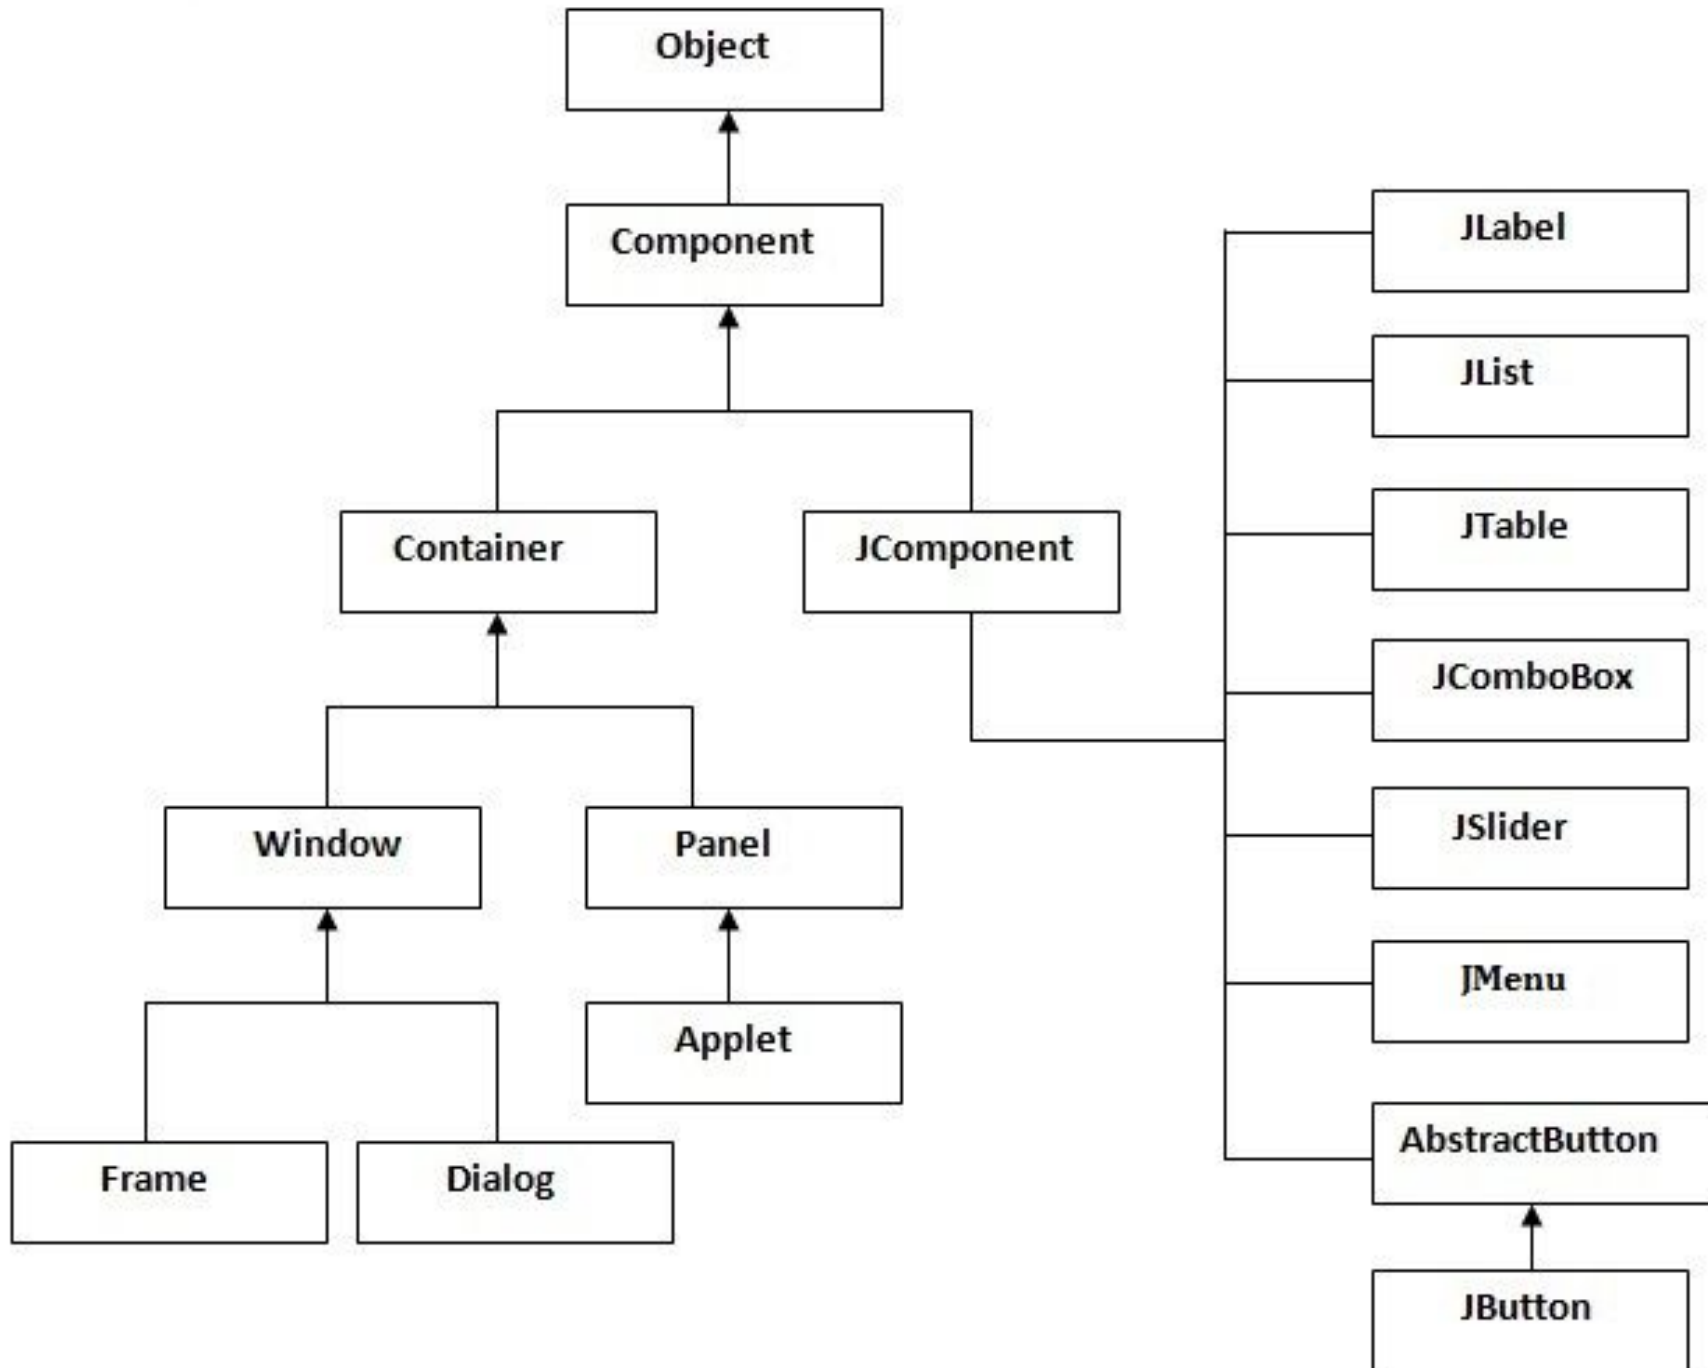 Object
Component
Container
JComponent
Window
Panel
Applet
Frame
Dialog
JLabel
JList
JTable
JComboBox
JSlider
JMenu
AbstractButton
JButton